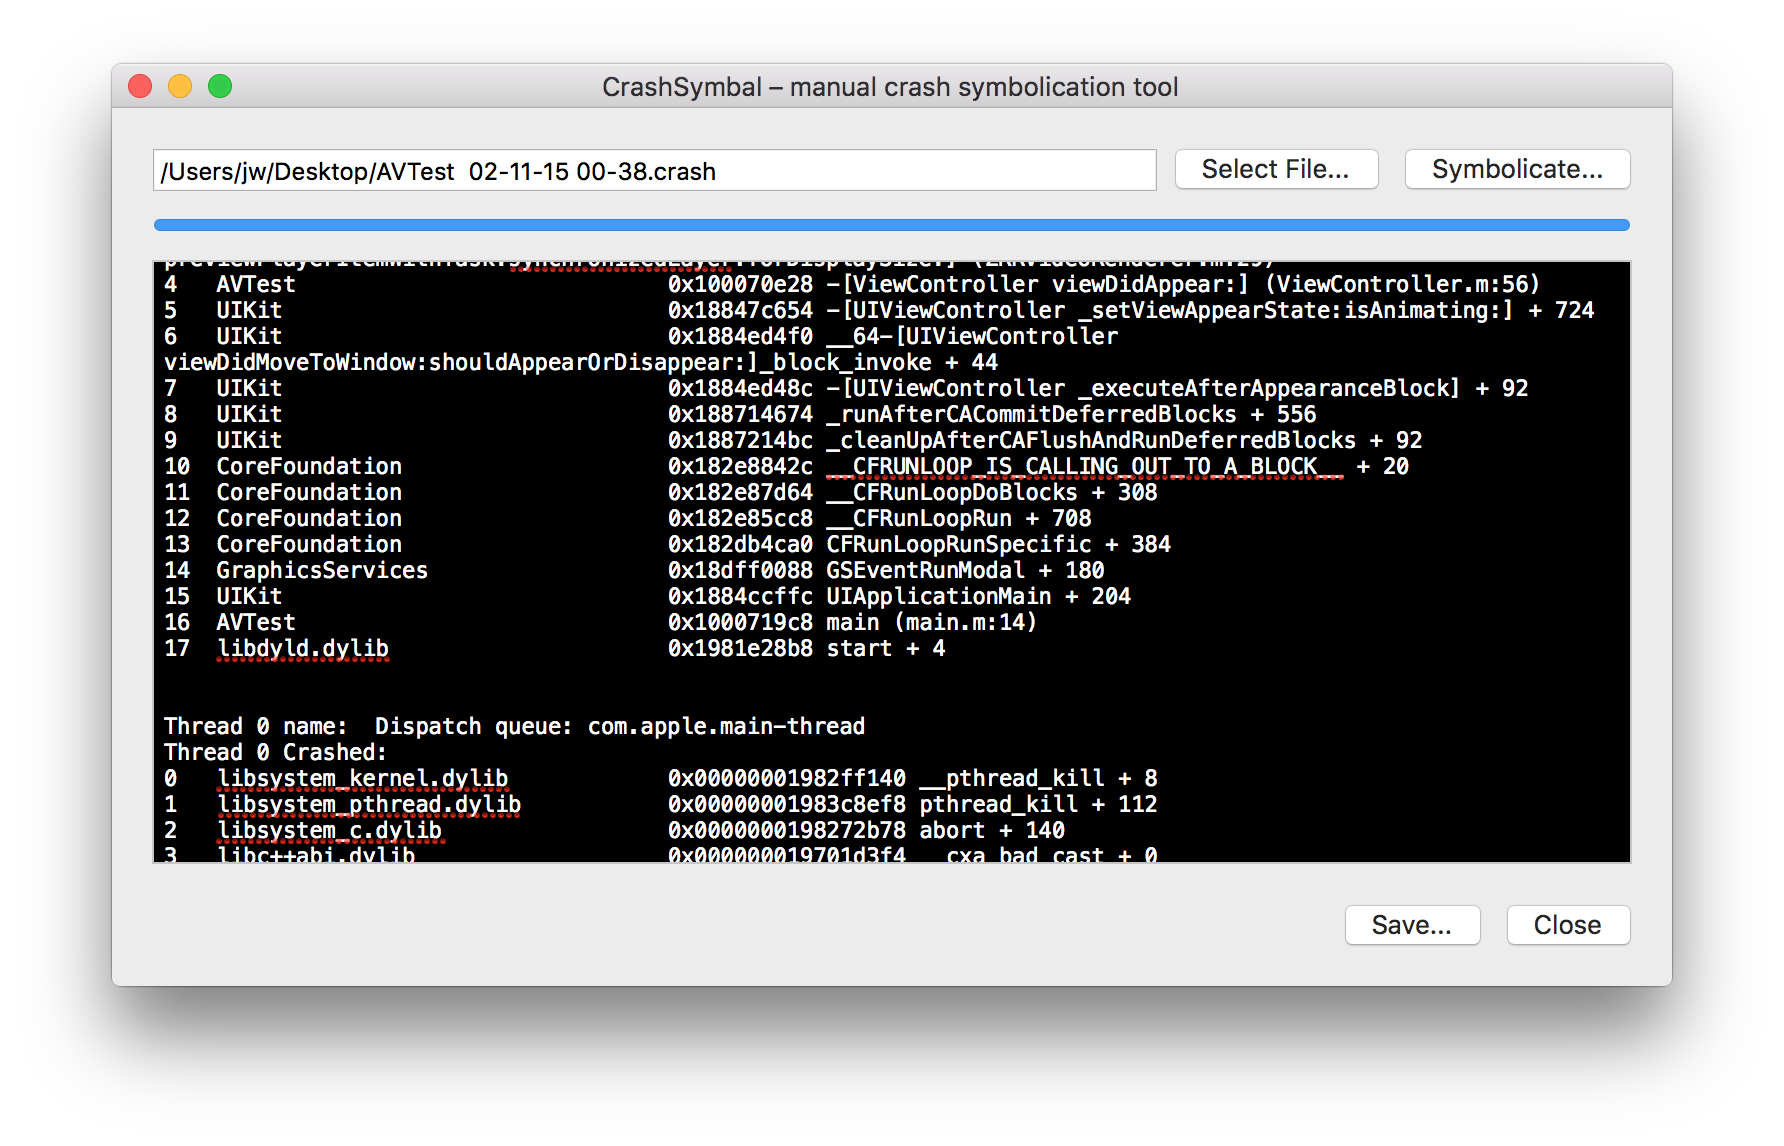 CrashSymbal – manual crash symbolication tool
/Users/jw/Desktop/AVTest  02-11-15 00-38.crash
Select File...
Symbolicate...
previewPlayerItemWithTask:synchronizedLayer:forDisplaySize:]
4   AVTest                            0x100070e28 -[ViewController viewDidAppear:] (ViewController.m:56)
5   UIKit                             0x18847c654 -[UIViewController _setViewAppearState:isAnimating:] + 724
6   UIKit                             0x1884ed4f0 __64-[UIViewController
viewDidMoveToWindow:shouldAppearOrDisappear:]_block_invoke + 44
7   UIKit                             0x1884ed48c -[UIViewController _executeAfterAppearanceBlock] + 92
8   UIKit                             0x188714674 _runAfterCACommitDeferredBlocks + 556
9   UIKit                             0x1887214bc _cleanUpAfterCAFlushAndRunDeferredBlocks + 92
10  CoreFoundation                    0x182e8842c __CFRUNLOOP_IS_CALLING_OUT_TO_A_BLOCK__ + 20
11  CoreFoundation                    0x182e87d64 __CFRunLoopDoBlocks + 308
12  CoreFoundation                    0x182e85cc8 __CFRunLoopRun + 708
13  CoreFoundation                    0x182db4ca0 CFRunLoopRunSpecific + 384
14  GraphicsServices                  0x18dff0088 GSEventRunModal + 180
15  UIKit                             0x1884ccffc UIApplicationMain + 204
16  AVTest                            0x1000719c8 main (main.m:14)
17  libdyld.dylib                     0x1981e28b8 start + 4
Thread 0 name:  Dispatch queue: com.apple.main-thread
Thread 0 Crashed:
0   libsystem_kernel.dylib            0x00000001982ff140 __pthread_kill + 8
1   libsystem_pthread.dylib           0x00000001983c8ef8 pthread_kill + 112
2   libsystem_c.dylib                 0x0000000198272b78 abort + 140
3   libc++abi.dylib                   0x000000019701d3f4 __cxa_bad_cast + 0
Save...
Close